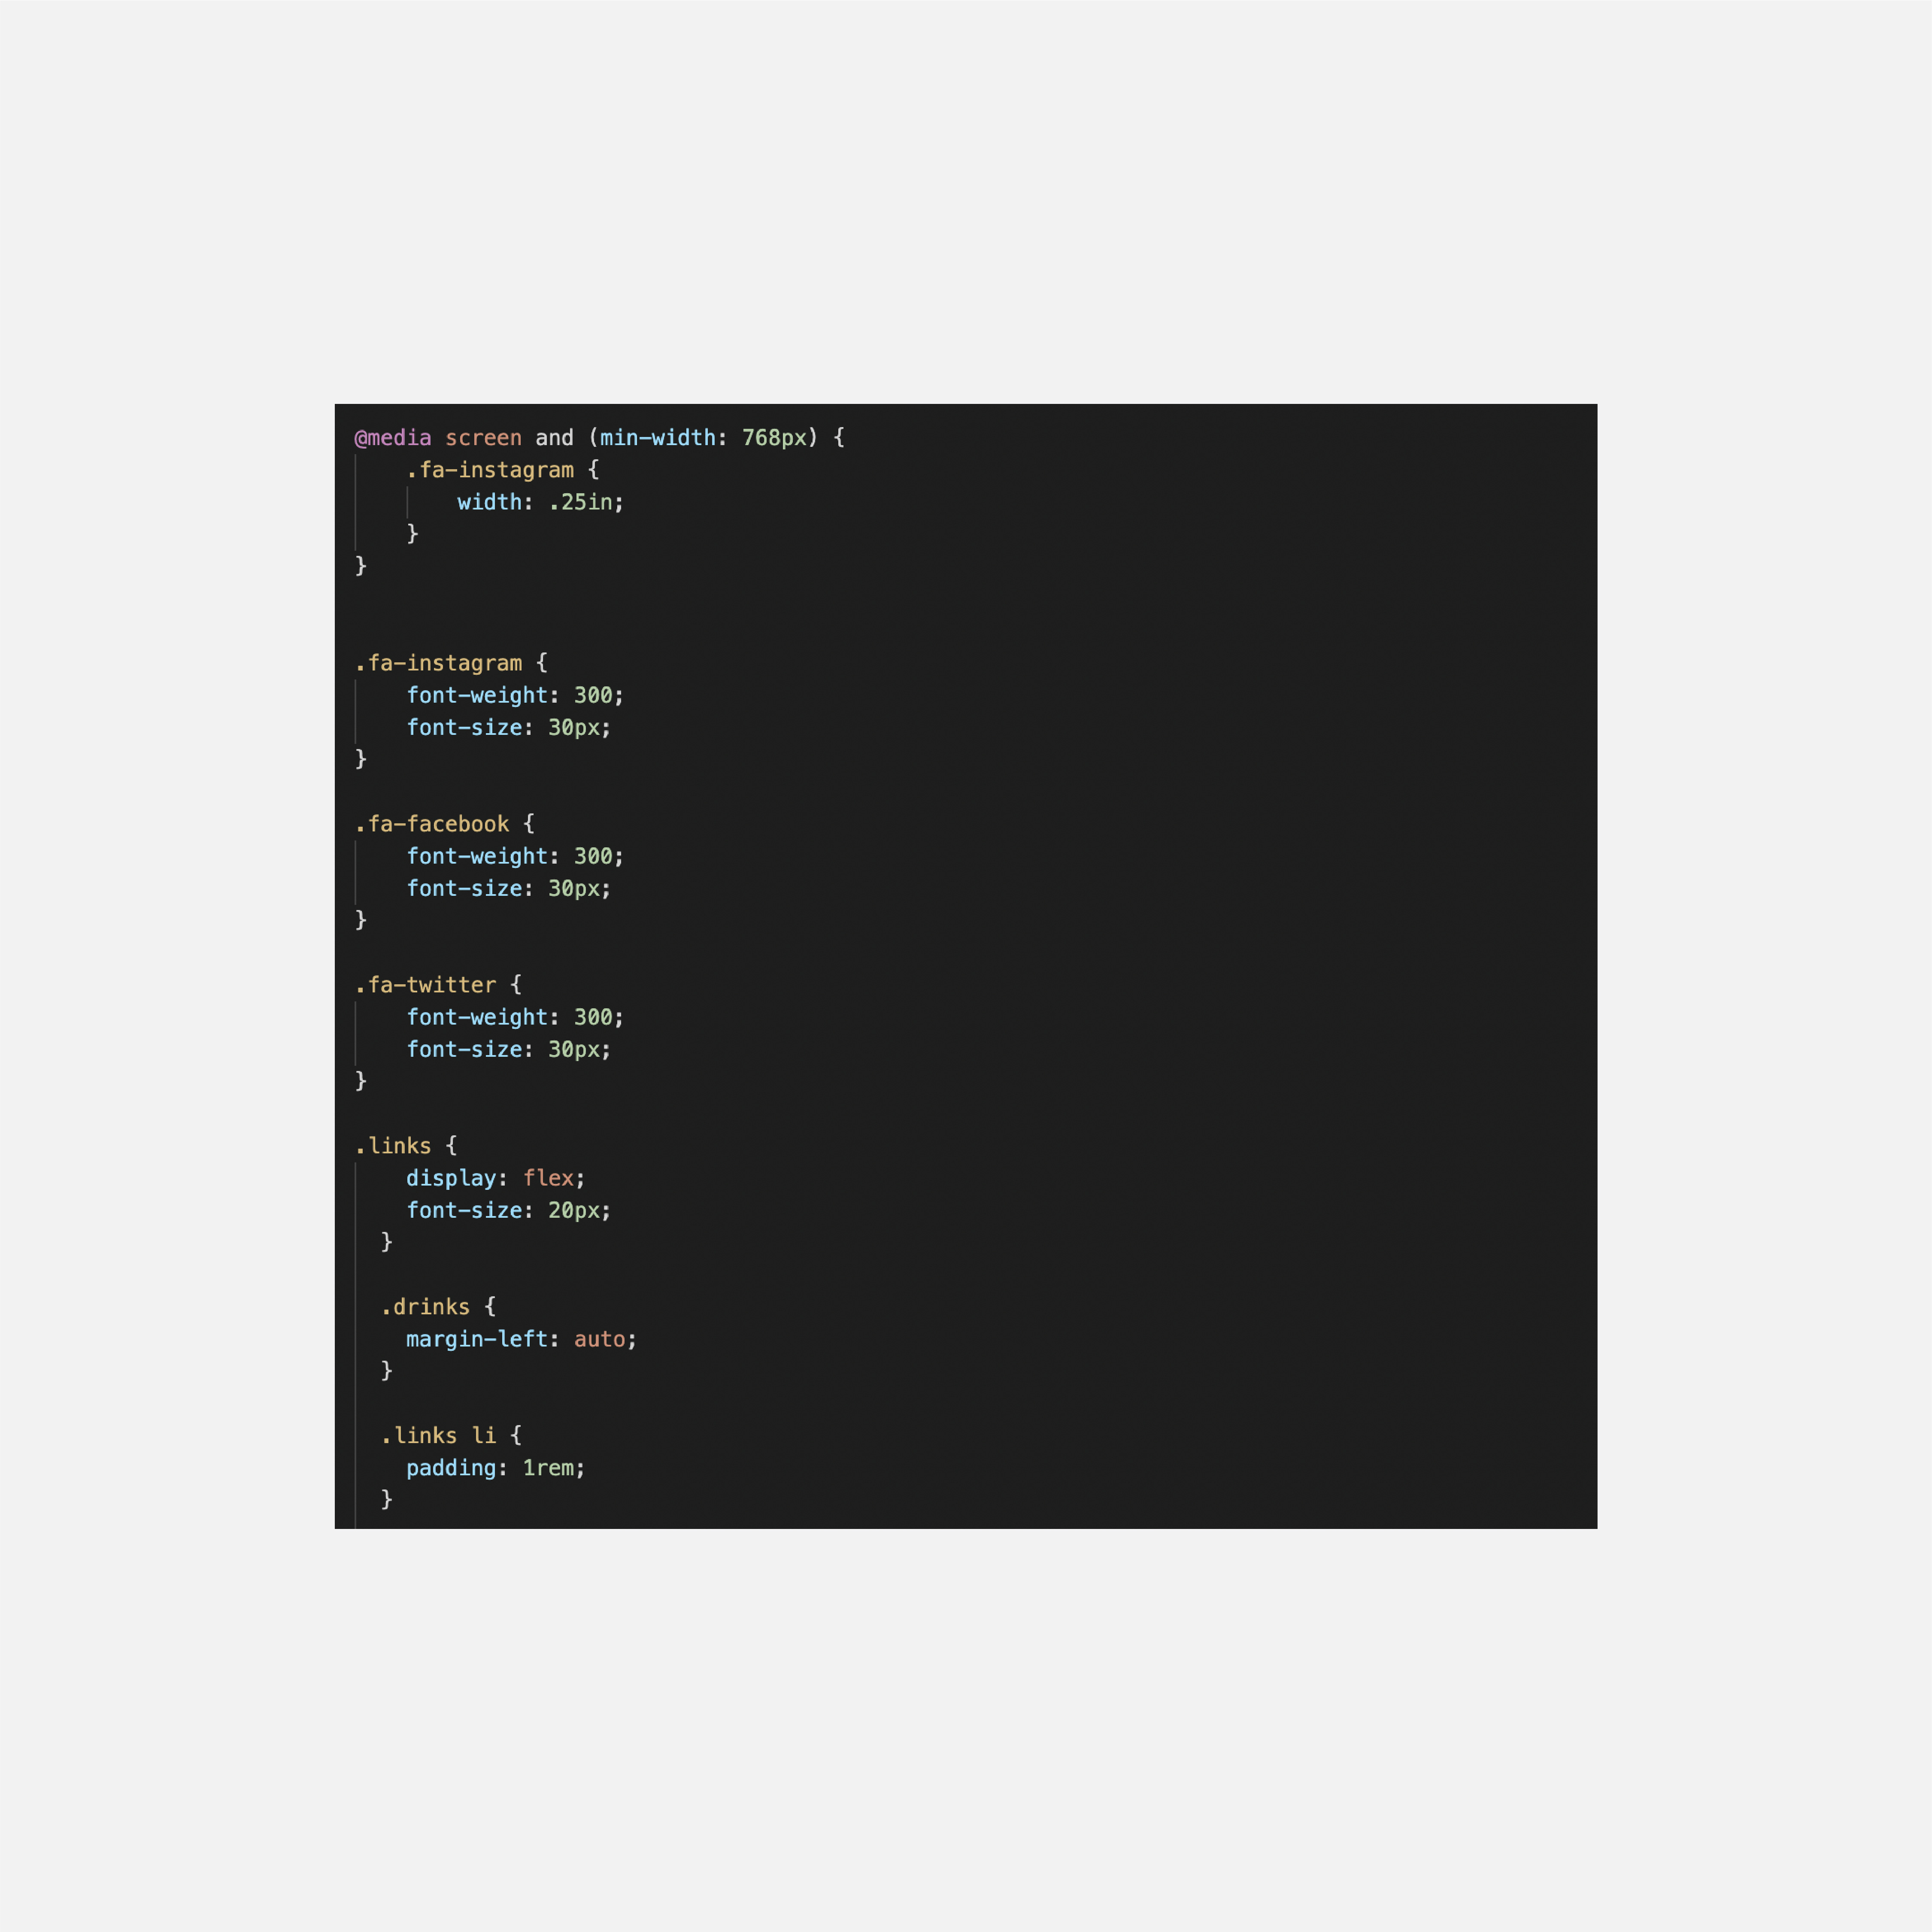 @media screen and (min-width: 768px) {
    .fa-instagram {
        width: .25in;
    }
}
.fa-instagram {
    font-weight: 300;
    font-size: 30px;
}
.fa-facebook {
    font-weight: 300;
    font-size: 30px;
}
.fa-twitter {
    font-weight: 300;
    font-size: 30px;
}
.links {
    display: flex;
    font-size: 20px;
  }
  .drinks {
    margin-left: auto;
  }
  .links li {
    padding: 1rem;
  }